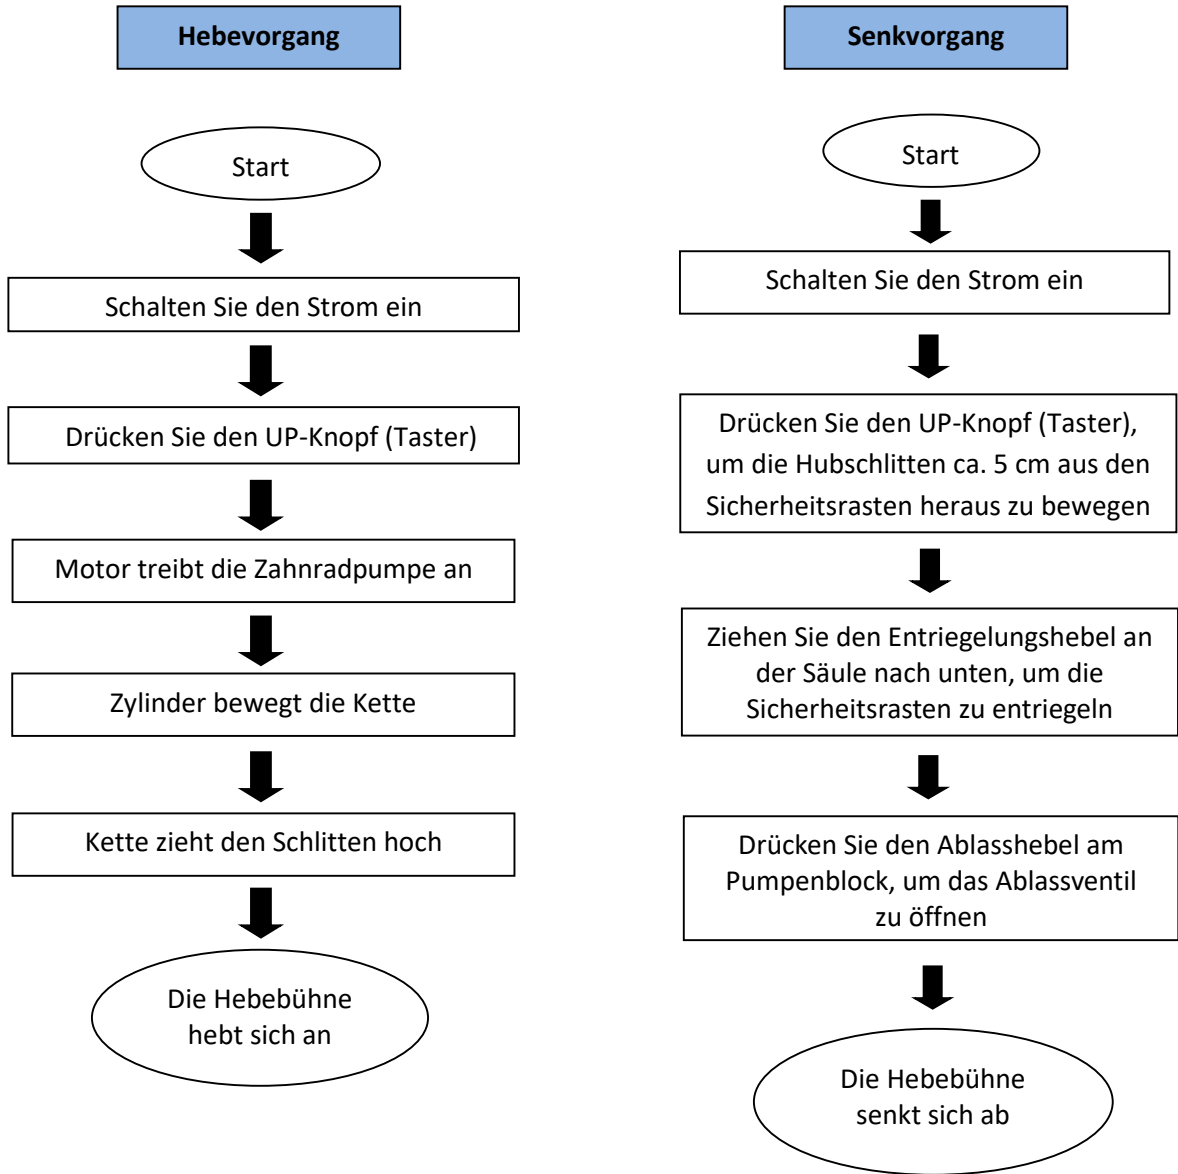 Hebevorgang
Start
Schalten Sie den Strom ein
Drücken Sie den UP-Knopf (Taster)
Motor treibt die Zahnradpumpe an
Zylinder bewegt die Kette
Kette zieht den Schlitten hoch
Die Hebebühne
hebt sich an
Senkvorgang
Start
Schalten Sie den Strom ein
Drücken Sie den UP-Knopf (Taster),
um die Hubschlitten ca. 5 cm aus den
Sicherheitsrasten heraus zu bewegen
Ziehen Sie den Entriegelungshebel an
der Säule nach unten, um die
Sicherheitsrasten zu entriegeln
Drücken Sie den Ablasshebel am
Pumpenblock, um das Ablassventil
zu öffnen
Die Hebebühne
senkt sich ab